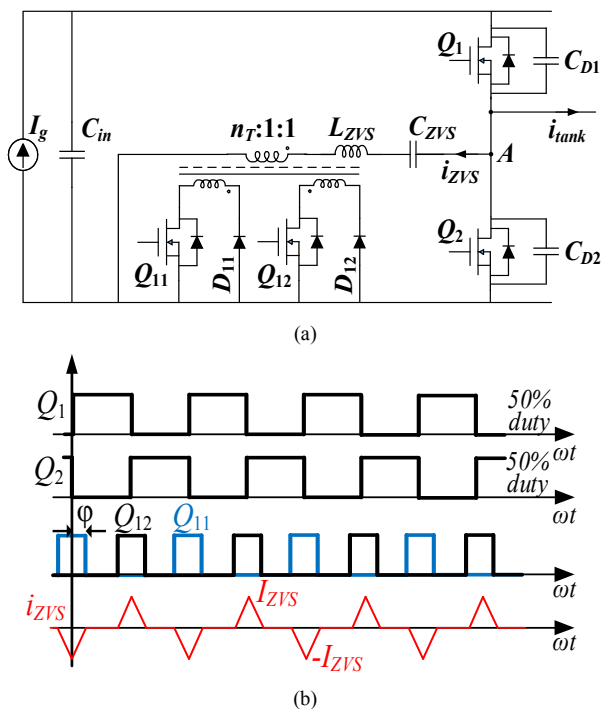 Q1
CD1
nT:1:1
LZVS
CZVS
Ig
Cin
itank
iZVS
A
Q2
CD2
Q11
D11
Q12
D12
(a)
Q1
50% duty
ωt
Q2
50% duty
ωt
φ
Q12
Q11
ωt
iZVS
IZVS
-IZVS
ωt
(b)